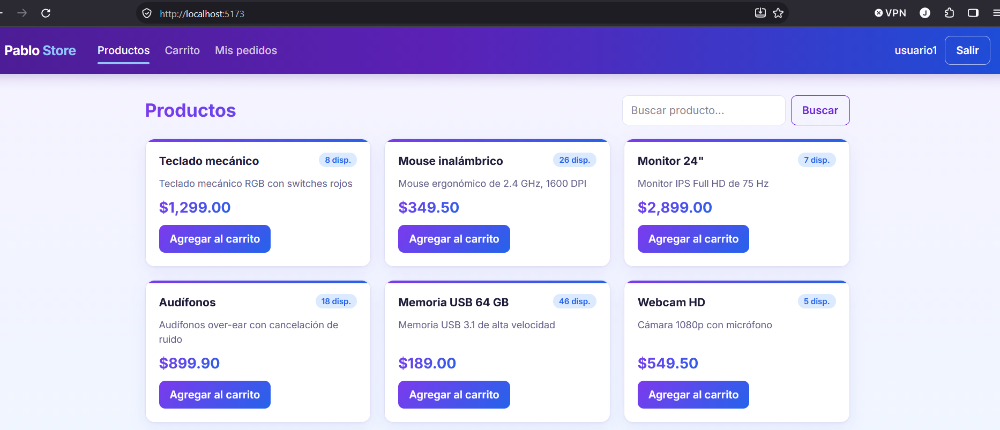 http://localhost:5173
VPN
J
Pablo Store
Productos
Carrito
Mis pedidos
usuario1
Salir
Productos
Buscar producto...
Buscar
Teclado mecánico
8 disp.
Teclado mecánico RGB con switches rojos
$1,299.00
Agregar al carrito
Mouse inalámbrico
26 disp.
Mouse ergonómico de 2.4 GHz, 1600 DPI
$349.50
Agregar al carrito
Monitor 24"
7 disp.
Monitor IPS Full HD de 75 Hz
$2,899.00
Agregar al carrito
Audífonos
18 disp.
Audífonos over-ear con cancelación de
ruido
$899.90
Agregar al carrito
Memoria USB 64 GB
46 disp.
Memoria USB 3.1 de alta velocidad
$189.00
Agregar al carrito
Webcam HD
5 disp.
Cámara 1080p con micrófono
$549.50
Agregar al carrito